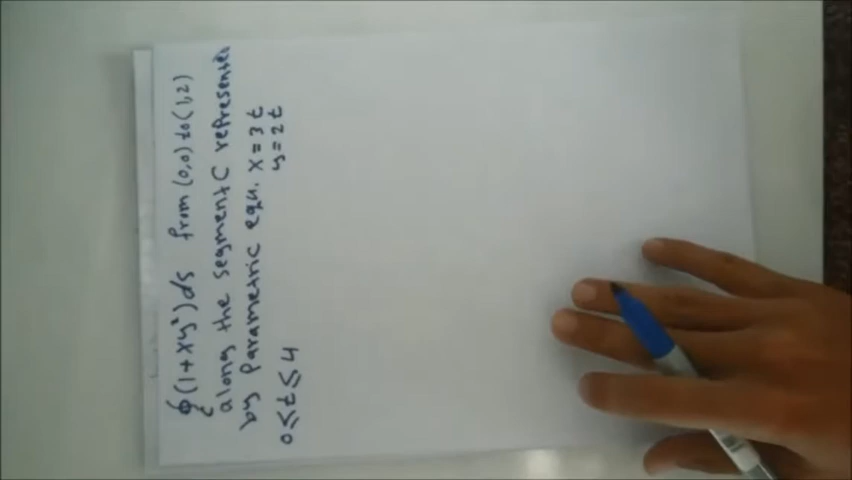 ∮(1+xy²)ds from (0,0) to (1,2)
C
along the segment C represented
by Parametric equ. x=3t
y=2t
0≤t≤4